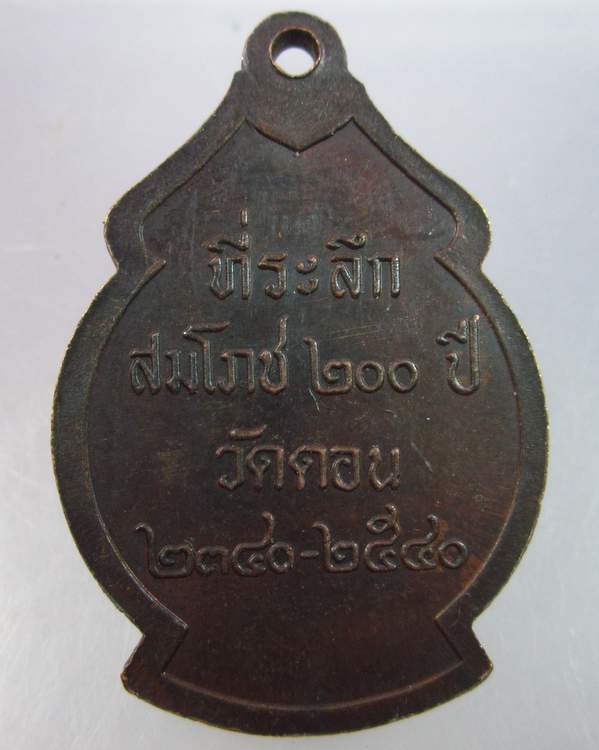 ที่ระลึก
สมโภช ๒๐๐ ปี
วัดดอน
๒๓๔๐-๒๕๔๐